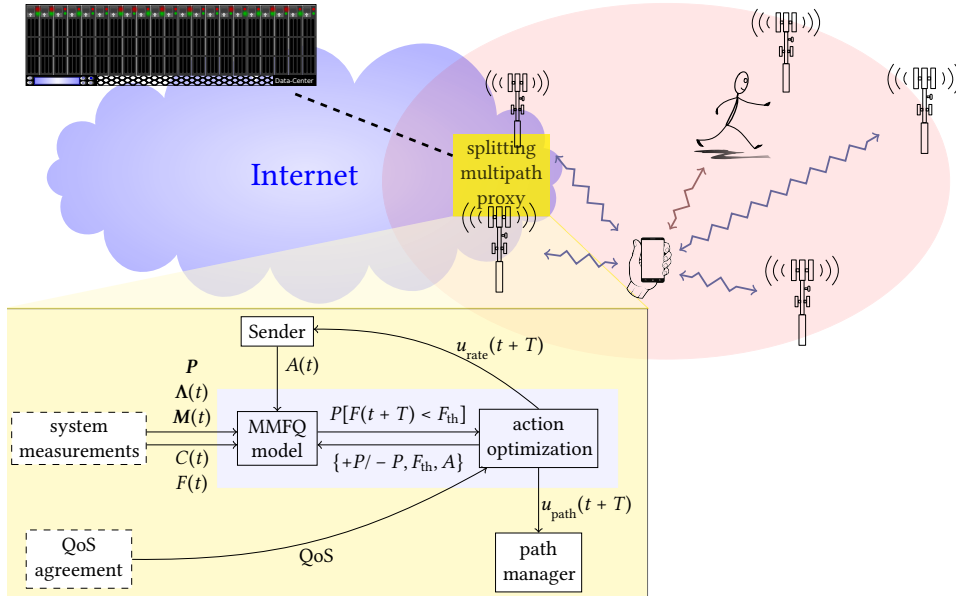 Data-Center
Internet
splitting
multipath
proxy
Sender
u_rate(t + T)
P
A(t)
Λ(t)
M(t)
system
measurements
MMFQ
model
P[F(t + T) < F_th]
action
optimization
{+P/ − P, F_th, A}
C(t)
F(t)
u_path(t + T)
QoS
agreement
QoS
path
manager